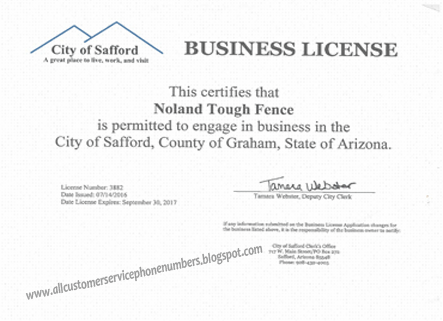 City of Safford
A great place to live, work, and visit
BUSINESS LICENSE
This certifies that
Noland Tough Fence
is permitted to engage in business in the
City of Safford, County of Graham, State of Arizona.
License Number: 3882
Date Issued: 07/14/2016
Date License Expires: September 30, 2017
Tamera Webster
Tamera Webster, Deputy City Clerk
If any information submitted on the Business License Application changes for
the business listed above, it is the responsibility of the business owner to notify:
City of Safford Clerk's Office
717 W. Main Street/PO Box 272
Safford, Arizona 85548
Phone: 928-432-4003
www.allcustomerservicephonenumbers.blogspot.com